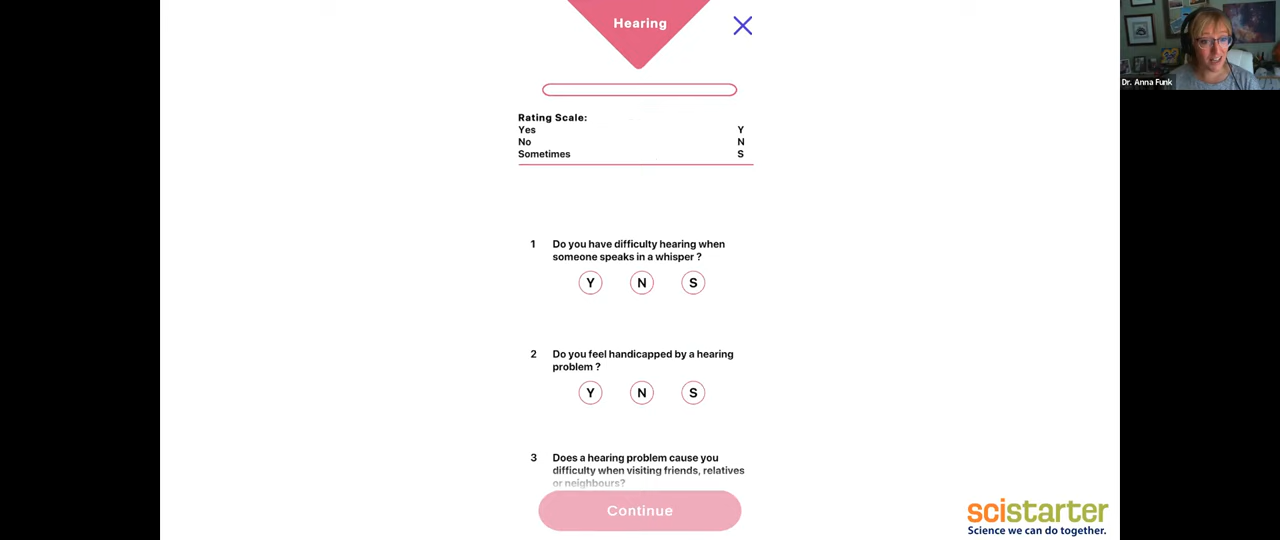 Hearing
Dr. Anna Funk
Rating Scale:
Yes Y
No N
Sometimes S
1 Do you have difficulty hearing when
someone speaks in a whisper ?
Y N S
2 Do you feel handicapped by a hearing
problem ?
Y N S
3 Does a hearing problem cause you
difficulty when visiting friends, relatives
or neighbours?
Continue
scistarter
Science we can do together.